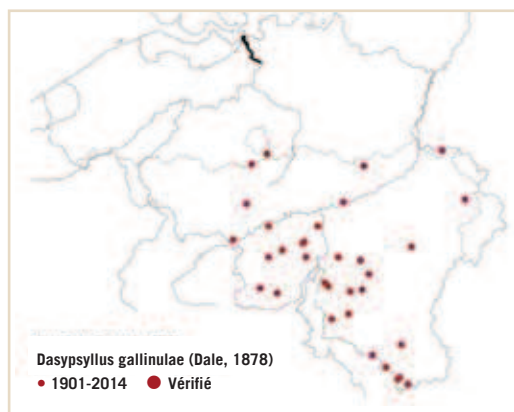 Dasypsyllus gallinulae (Dale, 1878)
• 1901-2014 ● Vérifié